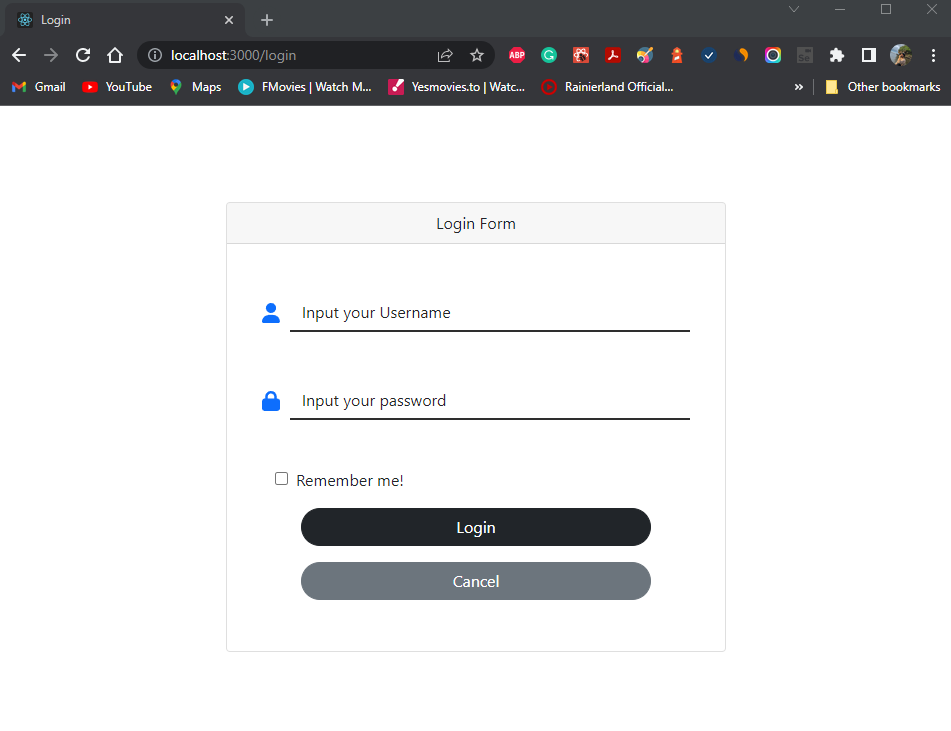 Login
localhost:3000/login
ABP
Gmail
YouTube
Maps
FMovies | Watch M...
Yesmovies.to | Watc...
Rainierland Official...
»
Other bookmarks
Login Form
Input your Username
Input your password
Remember me!
Login
Cancel